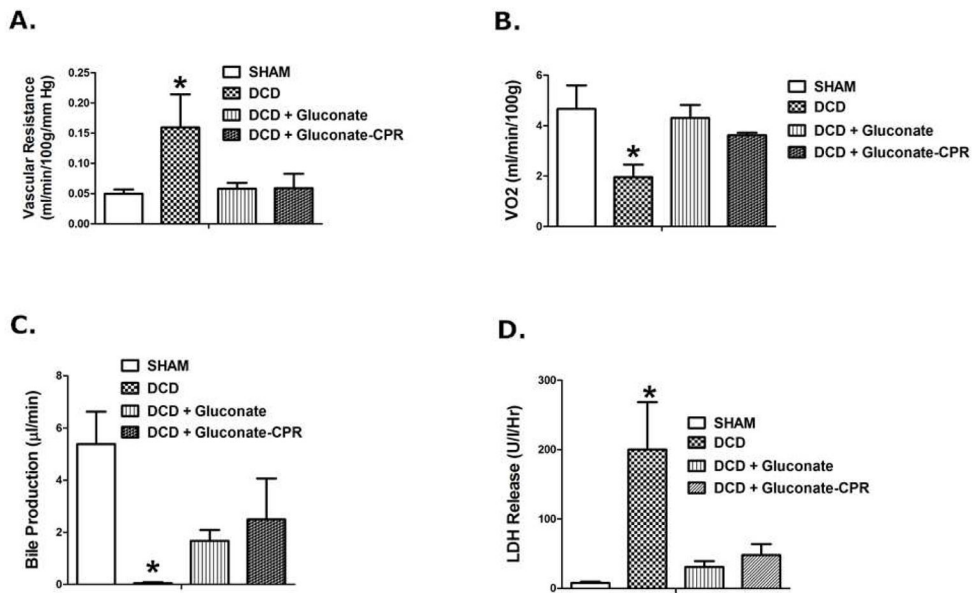 A.
Vascular Resistance
(ml/min/100g/mm Hg)
0.25
0.20
0.15
0.10
0.05
0.00
*
SHAM
DCD
DCD + Gluconate
DCD + Gluconate-CPR
B.
VO2 (ml/min/100g)
6
4
2
0
*
SHAM
DCD
DCD + Gluconate
DCD + Gluconate-CPR
C.
Bile Production (µl/min)
8
6
4
2
0
*
SHAM
DCD
DCD + Gluconate
DCD + Gluconate-CPR
D.
LDH Release (U/l/Hr)
300
200
100
0
*
SHAM
DCD
DCD + Gluconate
DCD + Gluconate-CPR